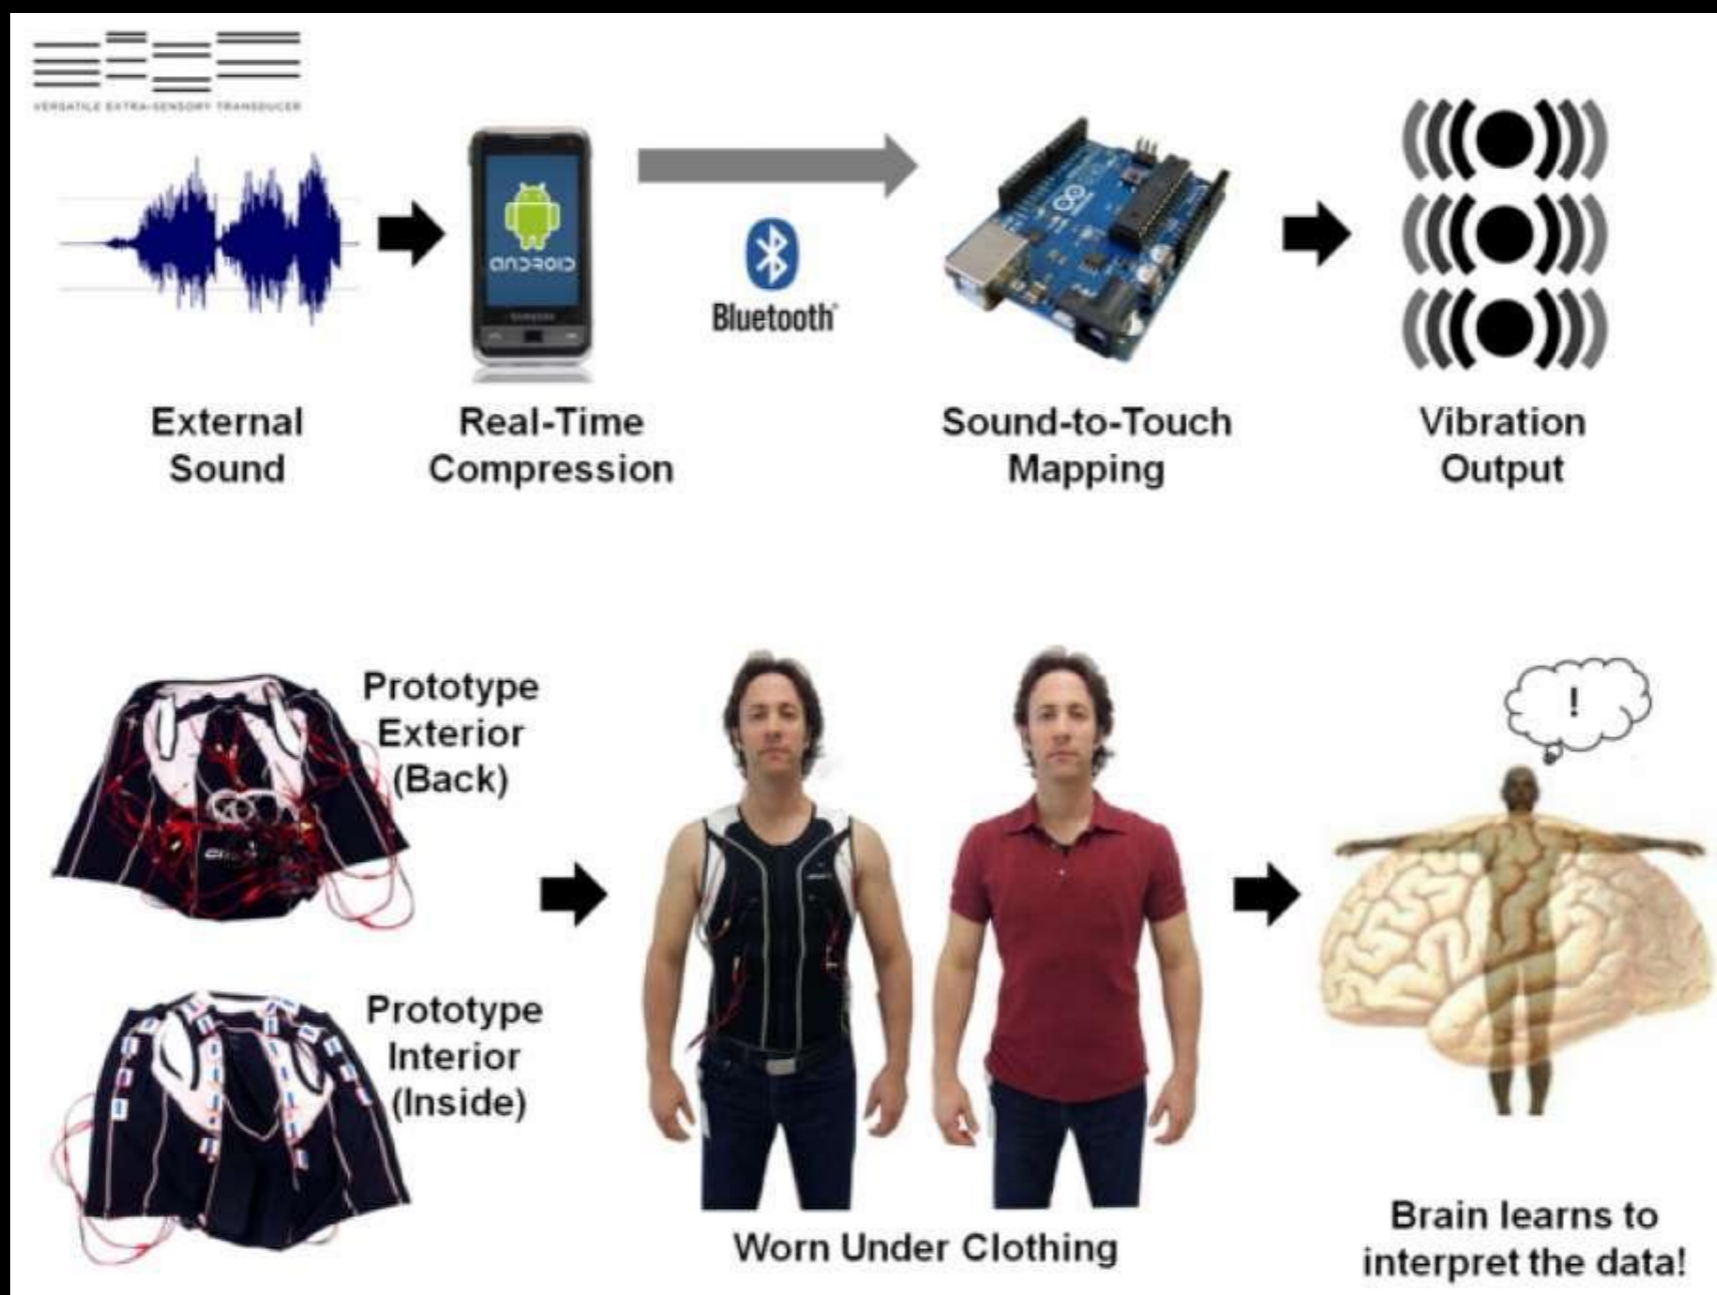 VERSATILE EXTRA-SENSORY TRANSDUCER
ANDROID
SAMSUNG
Bluetooth
External
Sound
Real-Time
Compression
Sound-to-Touch
Mapping
Vibration
Output
Prototype
Exterior
(Back)
Prototype
Interior
(Inside)
!
Worn Under Clothing
Brain learns to
interpret the data!